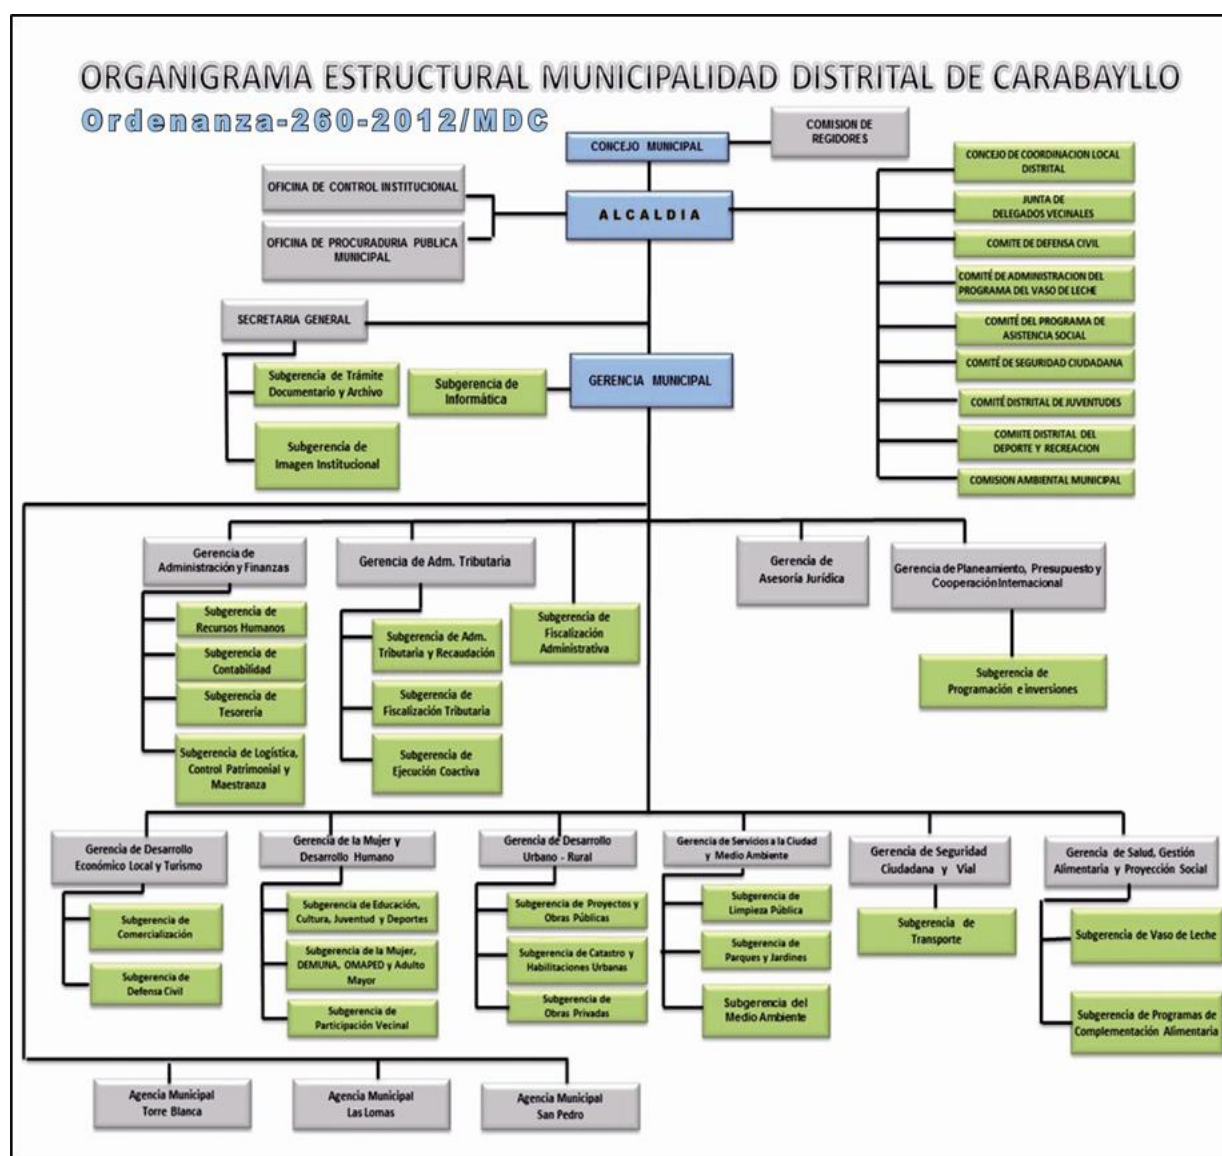 ORGANIGRAMA ESTRUCTURAL MUNICIPALIDAD DISTRITAL DE CARABAYLLO
Ordenanza-260-2012/MDC
CONCEJO MUNICIPAL
COMISION DE
REGIDORES
OFICINA DE CONTROL INSTITUCIONAL
OFICINA DE PROCURADURIA PUBLICA
MUNICIPAL
ALCALDIA
CONCEJO DE COORDINACION LOCAL
DISTRITAL
JUNTA DE
DELEGADOS VECINALES
COMITE DE DEFENSA CIVIL
COMITÉ DE ADMINISTRACION DEL
PROGRAMA DEL VASO DE LECHE
COMITÉ DEL PROGRAMA DE
ASISTENCIA SOCIAL
COMITÉ DE SEGURIDAD CIUDADANA
COMITÉ DISTRITAL DE JUVENTUDES
COMIITE DISTRITAL DEL
DEPORTE Y RECREACION
COMISION AMBIENTAL MUNICIPAL
SECRETARIA GENERAL
Subgerencia de Trámite
Documentario y Archivo
Subgerencia de
Imagen Institucional
Subgerencia de
Informática
GERENCIA MUNICIPAL
Gerencia de
Administración y Finanzas
Subgerencia de
Recursos Humanos
Subgerencia de
Contabilidad
Subgerencia de
Tesorería
Subgerencia de Logística,
Control Patrimonial y
Maestranza
Gerencia de Adm. Tributaria
Subgerencia de Adm.
Tributaria y Recaudación
Subgerencia de
Fiscalización Tributaria
Subgerencia de
Ejecución Coactiva
Subgerencia de
Fiscalización
Administrativa
Gerencia de
Asesoría Jurídica
Gerencia de Planeamiento, Presupuesto y
Cooperación Internacional
Subgerencia de
Programación e inversiones
Gerencia de Desarrollo
Económico Local y Turismo
Subgerencia de
Comercialización
Subgerencia de
Defensa Civil
Gerencia de la Mujer y
Desarrollo Humano
Subgerencia de Educación,
Cultura, Juventud y Deportes
Subgerencia de la Mujer,
DEMUNA, OMAPED y Adulto
Mayor
Subgerencia de
Participación Vecinal
Gerencia de Desarrollo
Urbano - Rural
Subgerencia de Proyectos y
Obras Públicas
Subgerencia de Catastro y
Habilitaciones Urbanas
Subgerencia de
Obras Privadas
Gerencia de Servicios a la Ciudad
y Medio Ambiente
Subgerencia de
Limpieza Pública
Subgerencia de
Parques y Jardines
Subgerencia del
Medio Ambiente
Gerencia de Seguridad
Ciudadana y Vial
Subgerencia de
Transporte
Gerencia de Salud, Gestión
Alimentaria y Proyección Social
Subgerencia de Vaso de Leche
Subgerencia de Programas de
Complementación Alimentaria
Agencia Municipal
Torre Blanca
Agencia Municipal
Las Lomas
Agencia Municipal
San Pedro